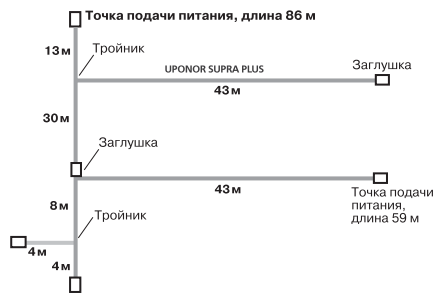 Точка подачи питания, длина 86 м
13 м
Тройник
UPONOR SUPRA PLUS
Заглушка
43 м
30 м
Заглушка
43 м
8 м
Тройник
Точка подачи
питания,
длина 59 м
4 м
4 м